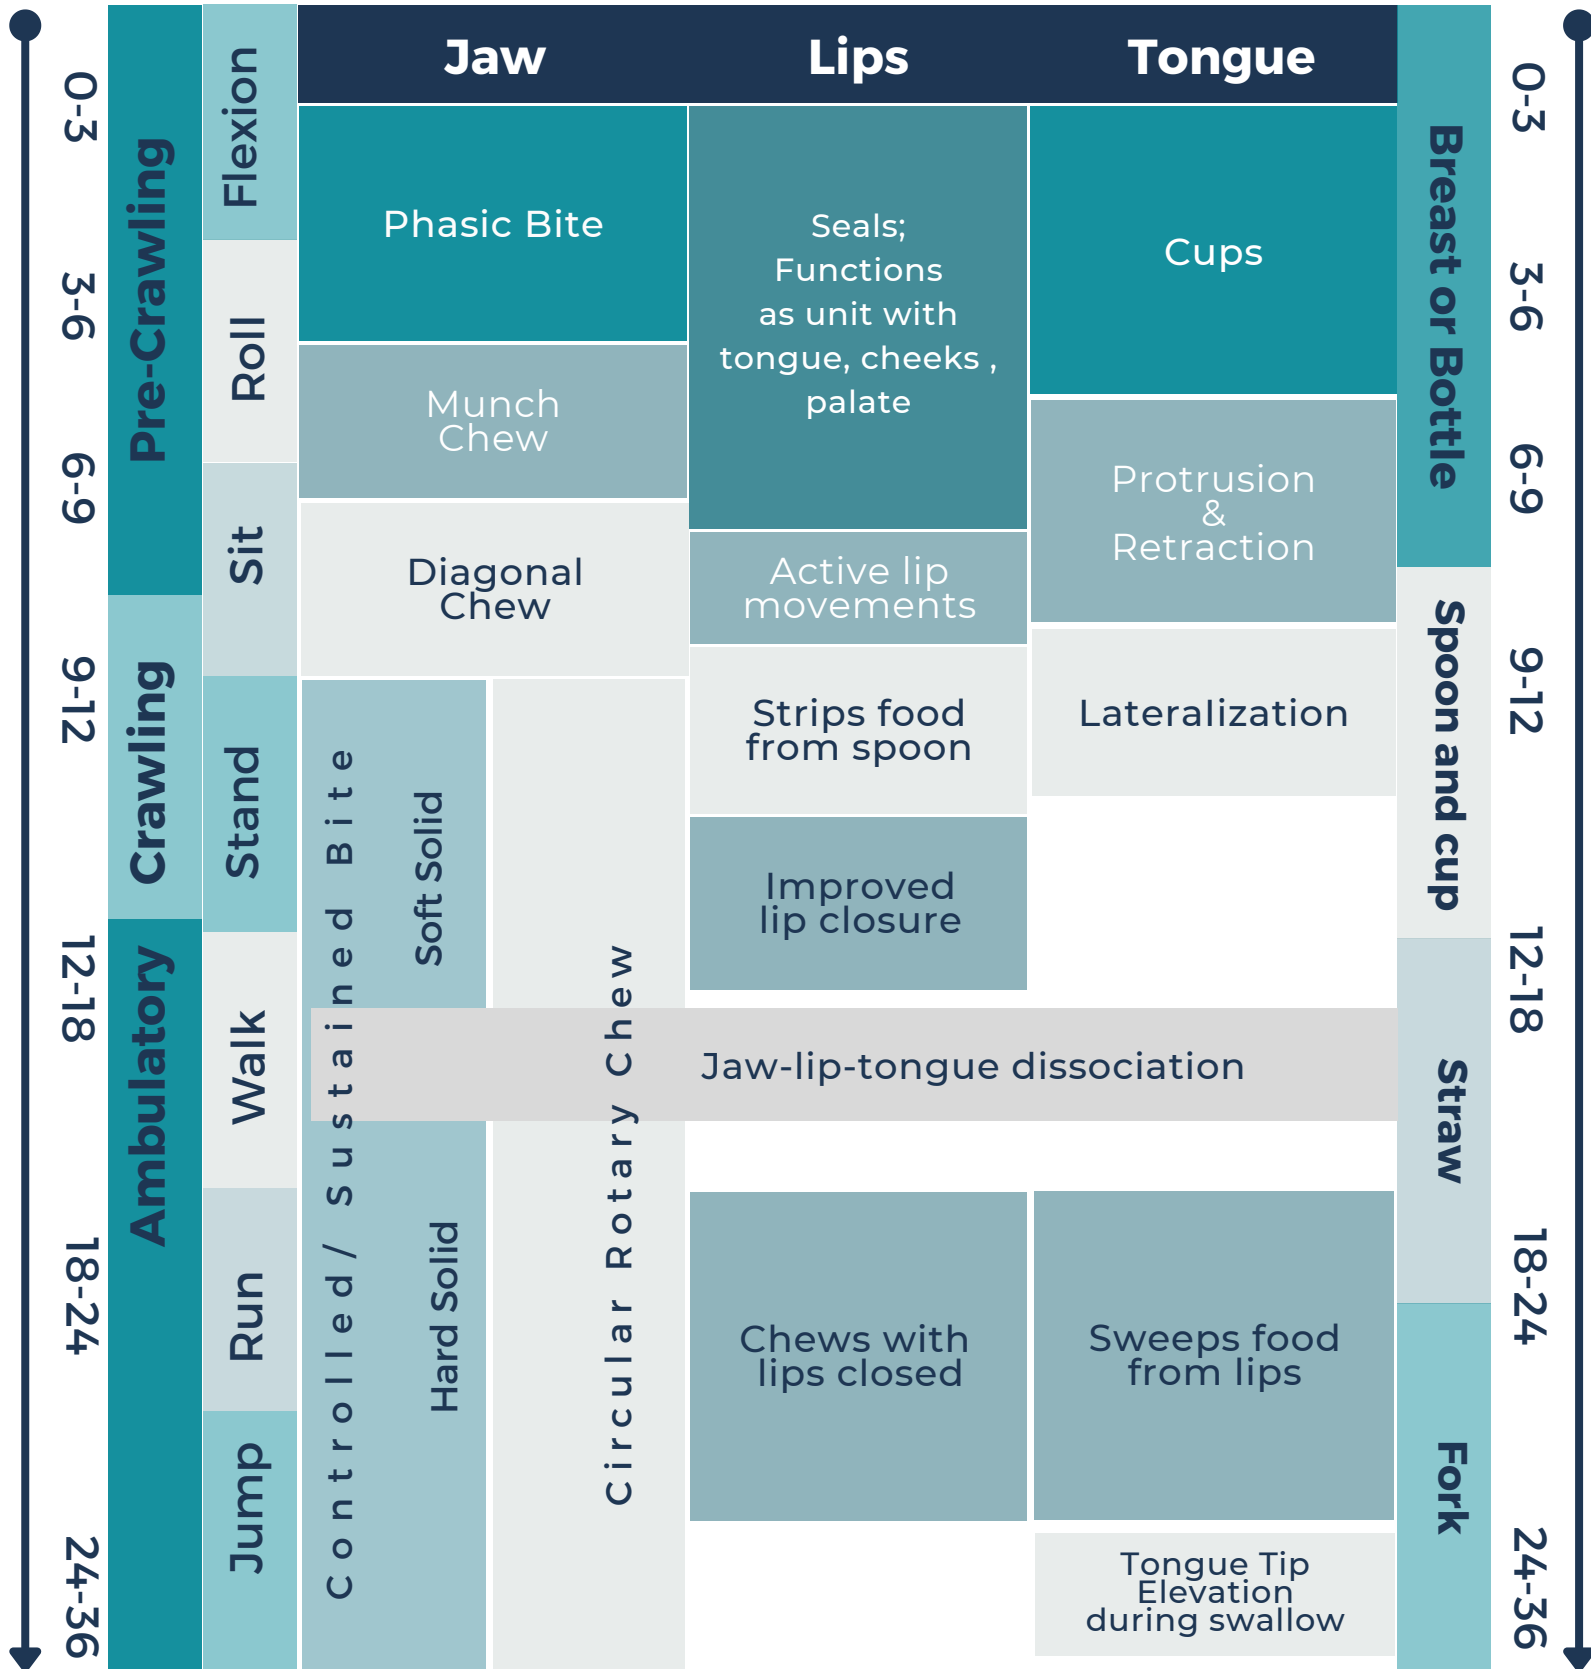 Jaw
Lips
Tongue
0-3
3-6
6-9
9-12
12-18
18-24
24-36
Pre-Crawling
Crawling
Ambulatory
Flexion
Roll
Sit
Stand
Walk
Run
Jump
Phasic Bite
Munch
Chew
Diagonal
Chew
Controlled/ Sustained Bite
Soft Solid
Hard Solid
Circular Rotary Chew
Seals;
Functions
as unit with
tongue, cheeks ,
palate
Active lip
movements
Strips food
from spoon
Improved
lip closure
Jaw-lip-tongue dissociation
Chews with
lips closed
Cups
Protrusion
&
Retraction
Lateralization
Sweeps food
from lips
Tongue Tip
Elevation
during swallow
Breast or Bottle
Spoon and cup
Straw
Fork
0-3
3-6
6-9
9-12
12-18
18-24
24-36